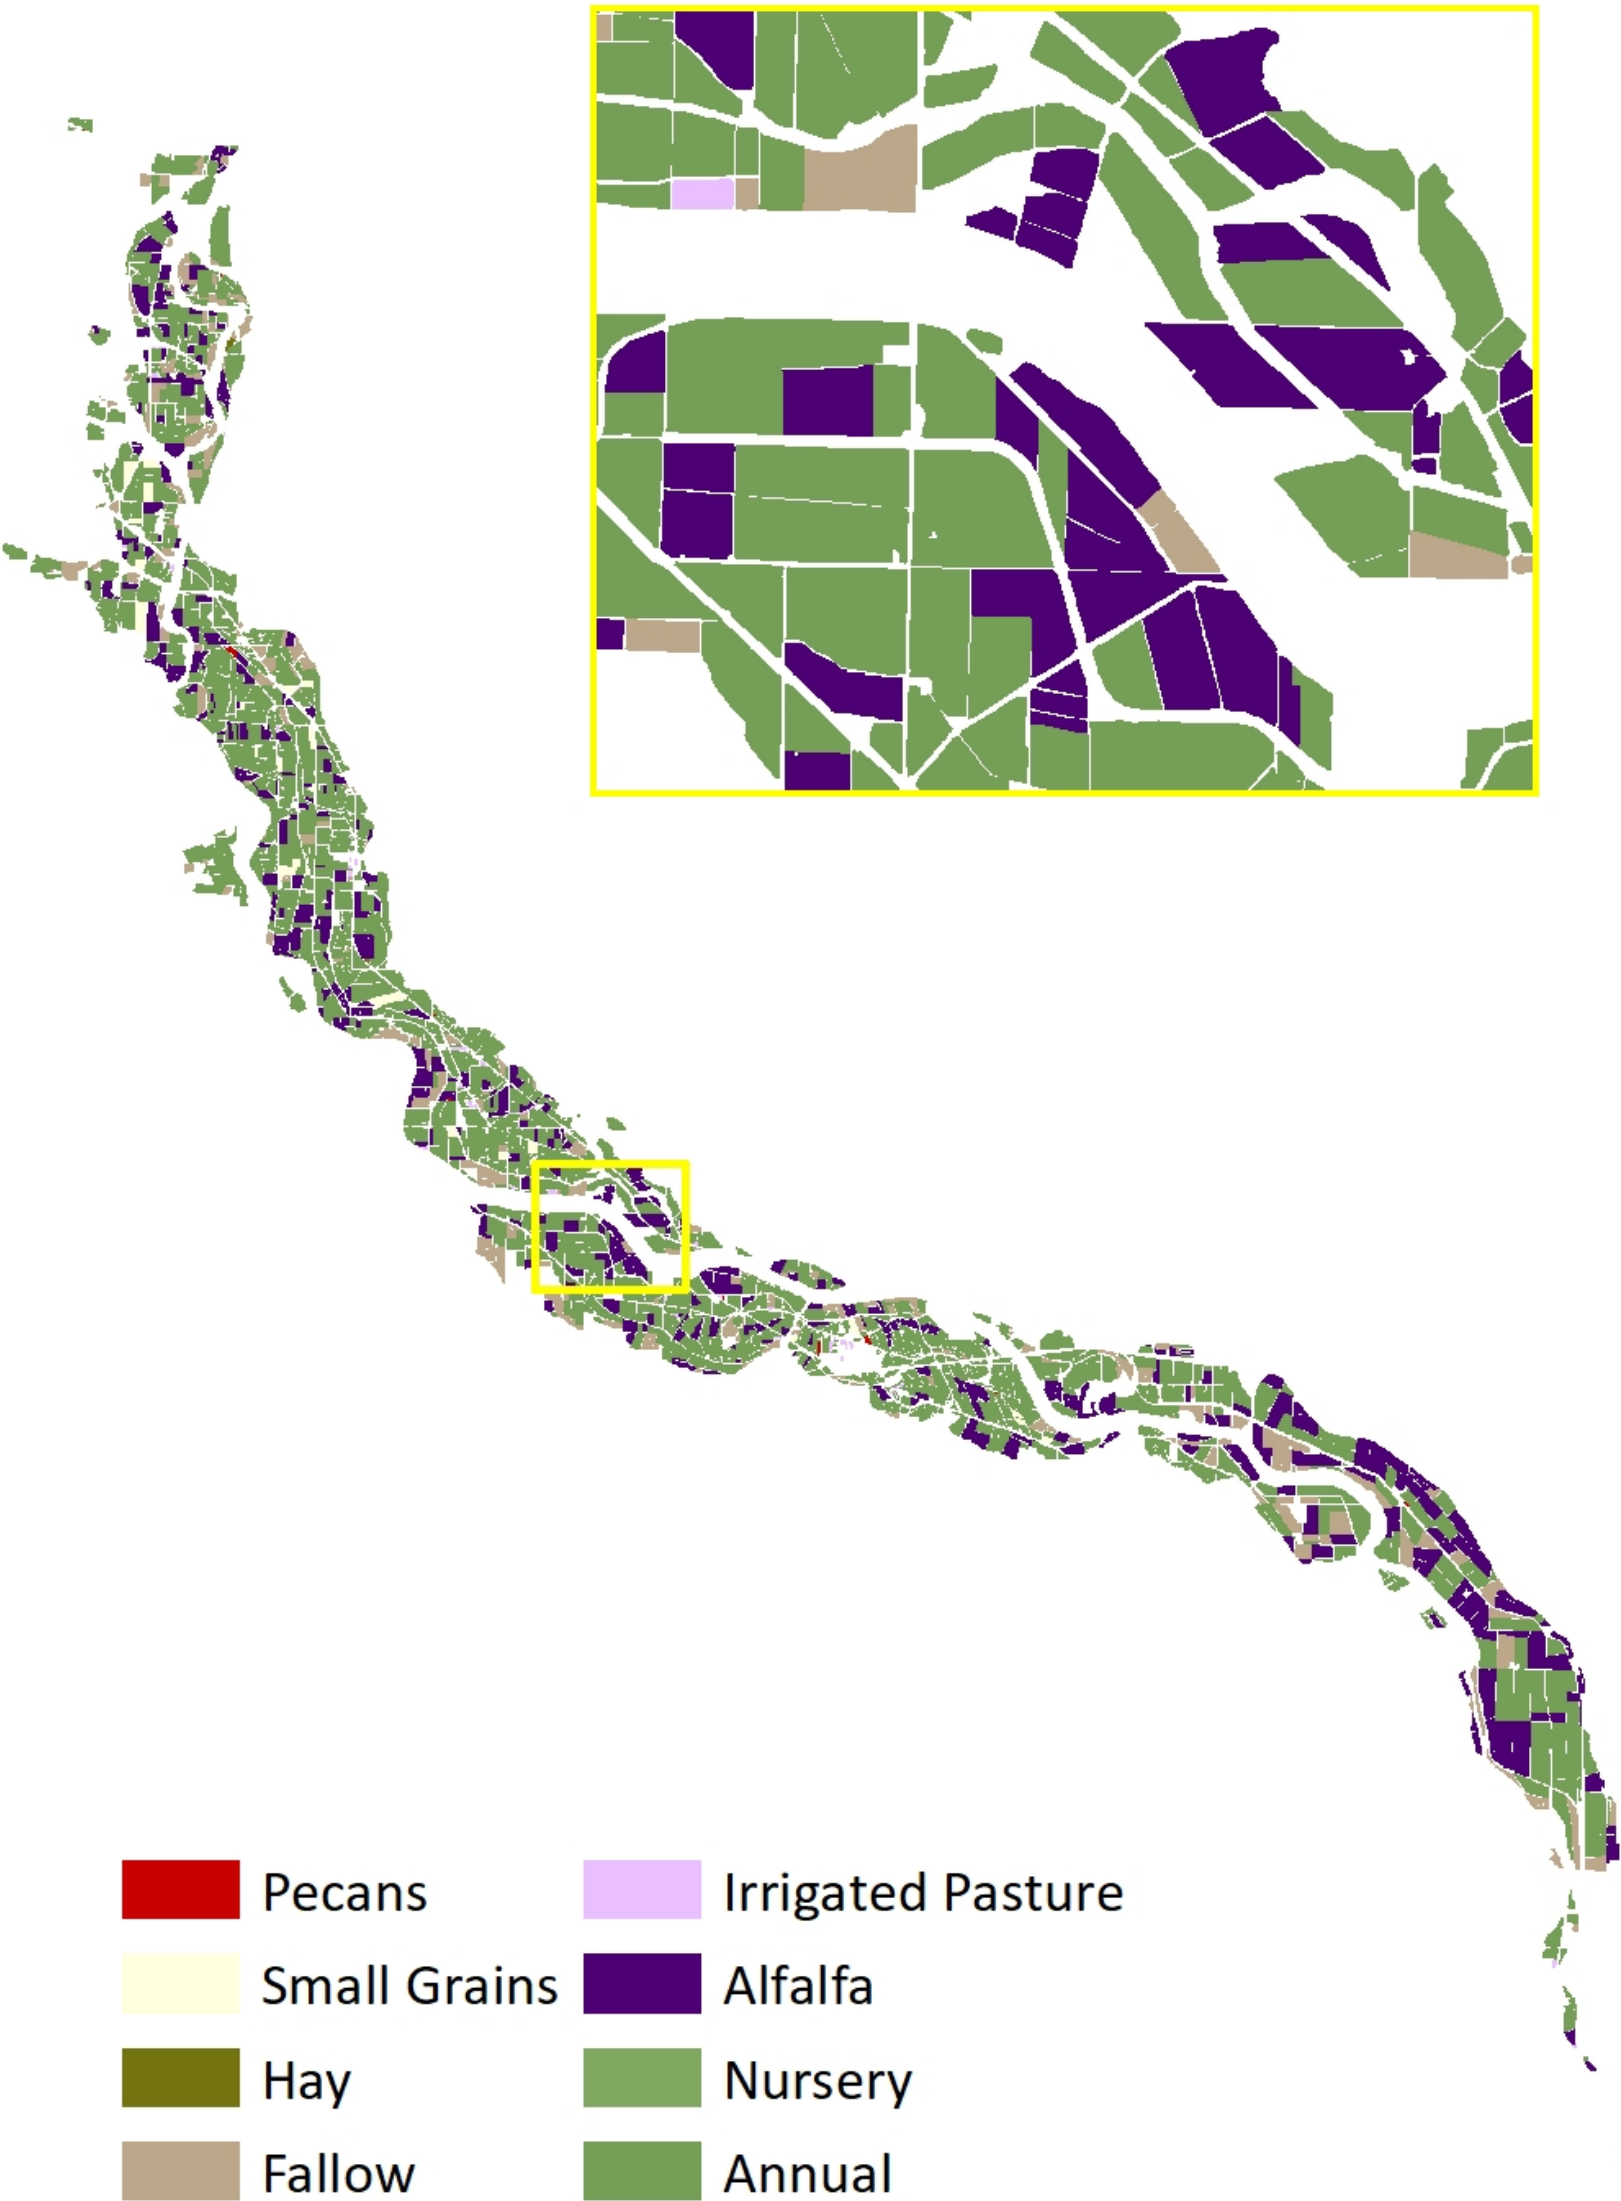 Pecans
Irrigated Pasture
Small Grains
Alfalfa
Hay
Nursery
Fallow
Annual